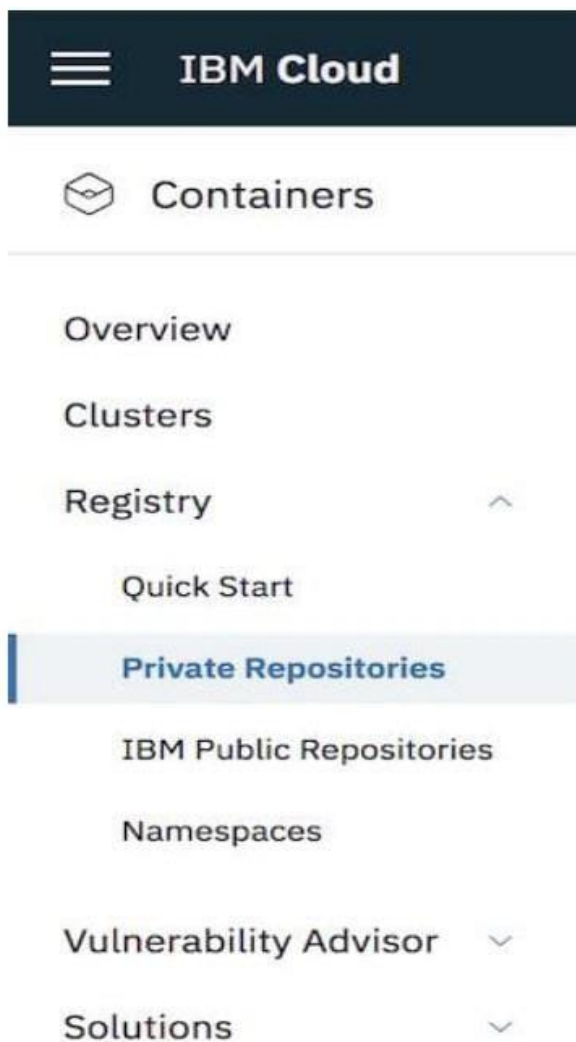 IBM Cloud
Containers
Overview
Clusters
Registry
Quick Start
Private Repositories
IBM Public Repositories
Namespaces
Vulnerability Advisor
Solutions